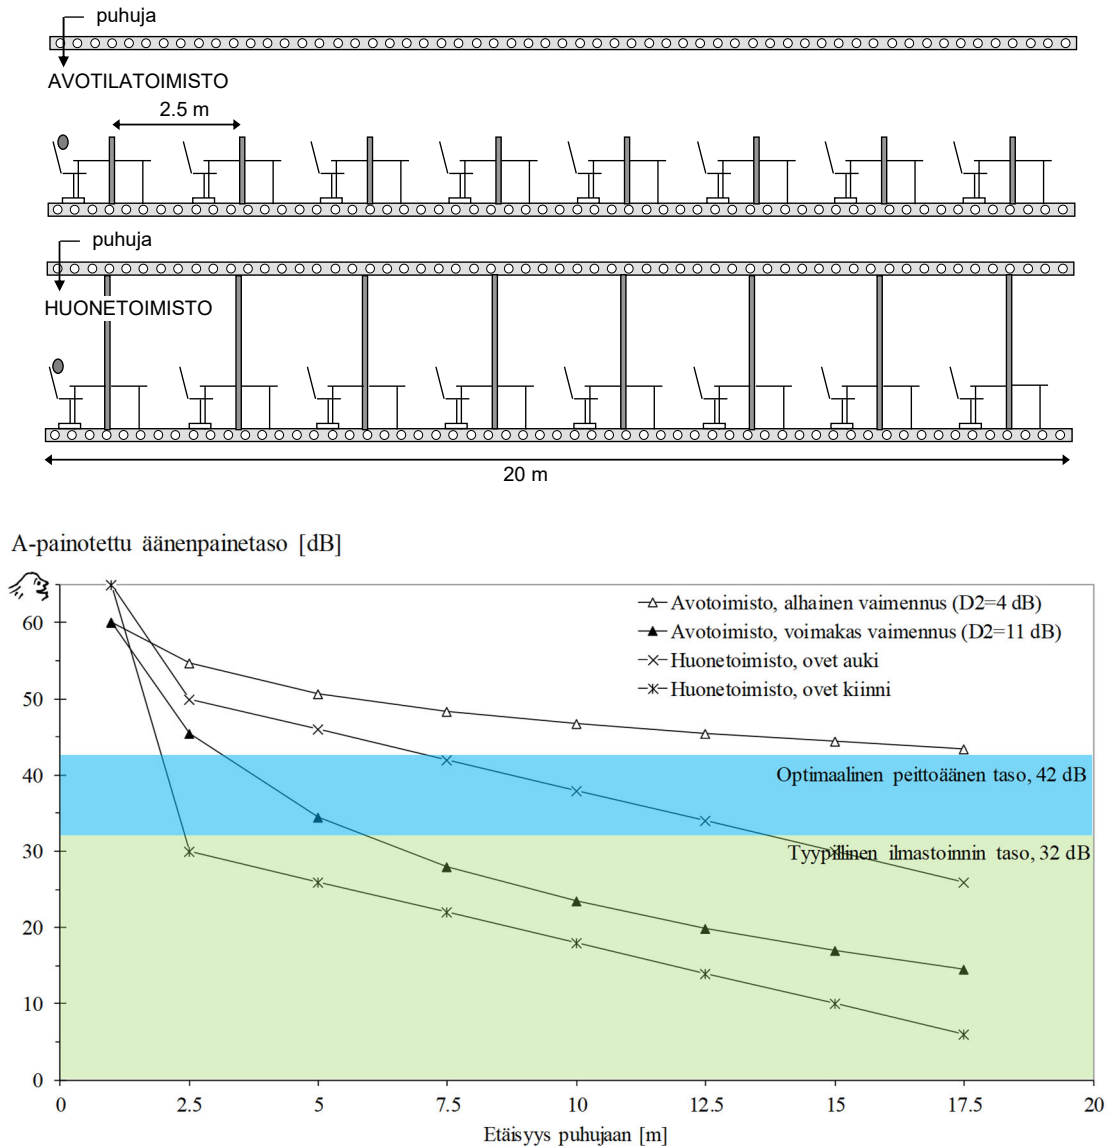 puhuja
AVOTILATOIMISTO
2.5 m
puhuja
HUONETOIMISTO
20 m
A-painotettu äänenpainetaso [dB]
Avotoimisto, alhainen vaimennus (D2=4 dB)
Avotoimisto, voimakas vaimennus (D2=11 dB)
Huonetoimisto, ovet auki
Huonetoimisto, ovet kiinni
60
50
40
30
20
10
0
Optimaalinen peittoäänen taso, 42 dB
Tyypillinen ilmastoinnin taso, 32 dB
0 2.5 5 7.5 10 12.5 15 17.5 20
Etäisyys puhujaan [m]